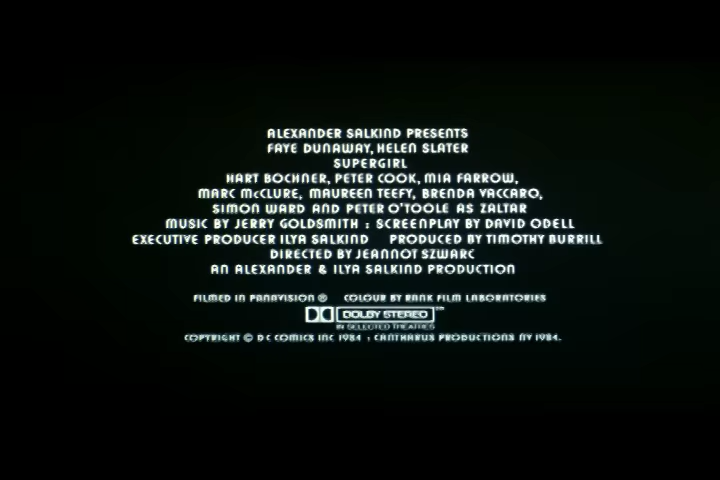 ALEXANDER SALKIND PRESENTS
FAYE DUNAWAY, HELEN SLATER
SUPERGIRL
HART BOCHNER, PETER COOK, MIA FARROW,
MARC McCLURE, MAUREEN TEEFY, BRENDA VACCARO,
SIMON WARD AND PETER O'TOOLE AS ZALTAR
MUSIC BY JERRY GOLDSMITH : SCREENPLAY BY DAVID ODELL
EXECUTIVE PRODUCER ILYA SALKIND PRODUCED BY TIMOTHY BURRILL
DIRECTED BY JEANNOT SZWARC
AN ALEXANDER & ILYA SALKIND PRODUCTION
FILMED IN PANAVISION ® COLOUR BY RANK FILM LABORATORIES
DOLBY STEREO ™
IN SELECTED THEATRES
COPYRIGHT © DC COMICS INC 1984 : CANTHARUS PRODUCTIONS NV 1984.